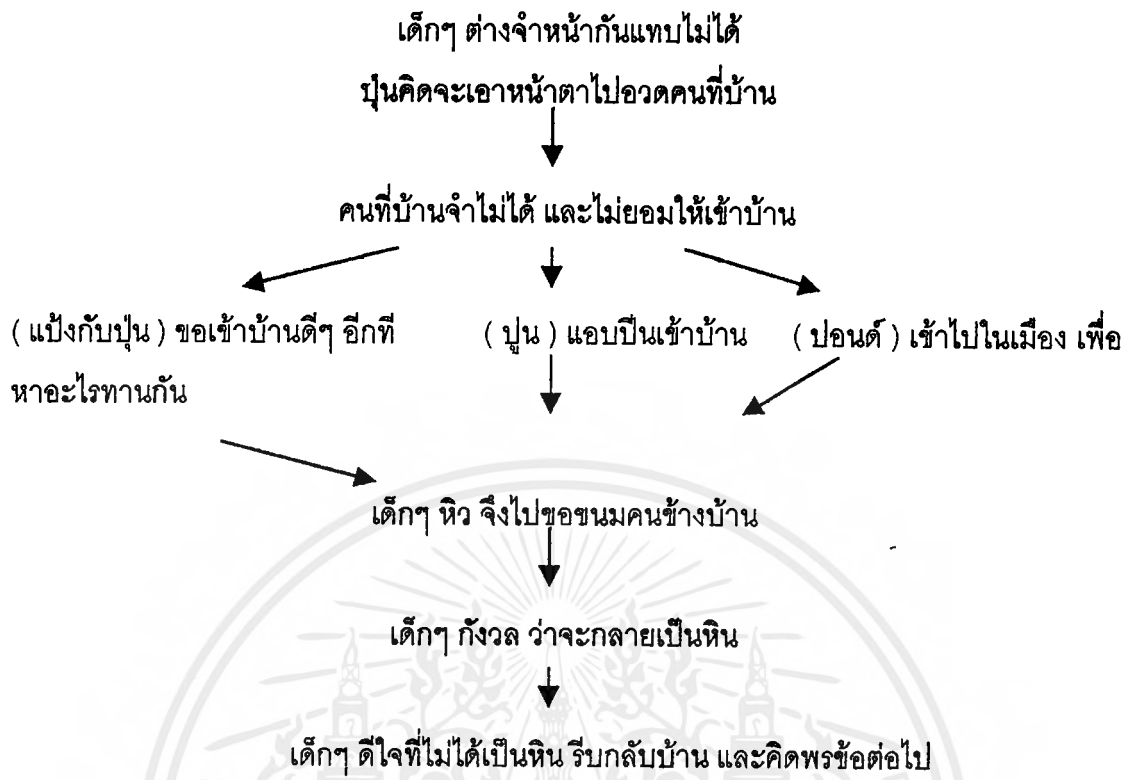 เด็กๆ ต่างจำหน้ากันแทบไม่ได้
ปุ่นคิดจะเอาหน้าตาไปอวดคนที่บ้าน
คนที่บ้านจำไม่ได้ และไม่ยอมให้เข้าบ้าน
( แป้งกับปุ่น ) ขอเข้าบ้านดีๆ อีกที
( ปูน ) แอบปีนเข้าบ้าน
( ปอนด์ ) เข้าไปในเมือง เพื่อ
หาอะไรทานกัน
เด็กๆ หิว จึงไปขอขนมคนข้างบ้าน
เด็กๆ กังวล ว่าจะกลายเป็นหิน
เด็กๆ ดีใจที่ไม่ได้เป็นหิน รีบกลับบ้าน และคิดพรข้อต่อไป